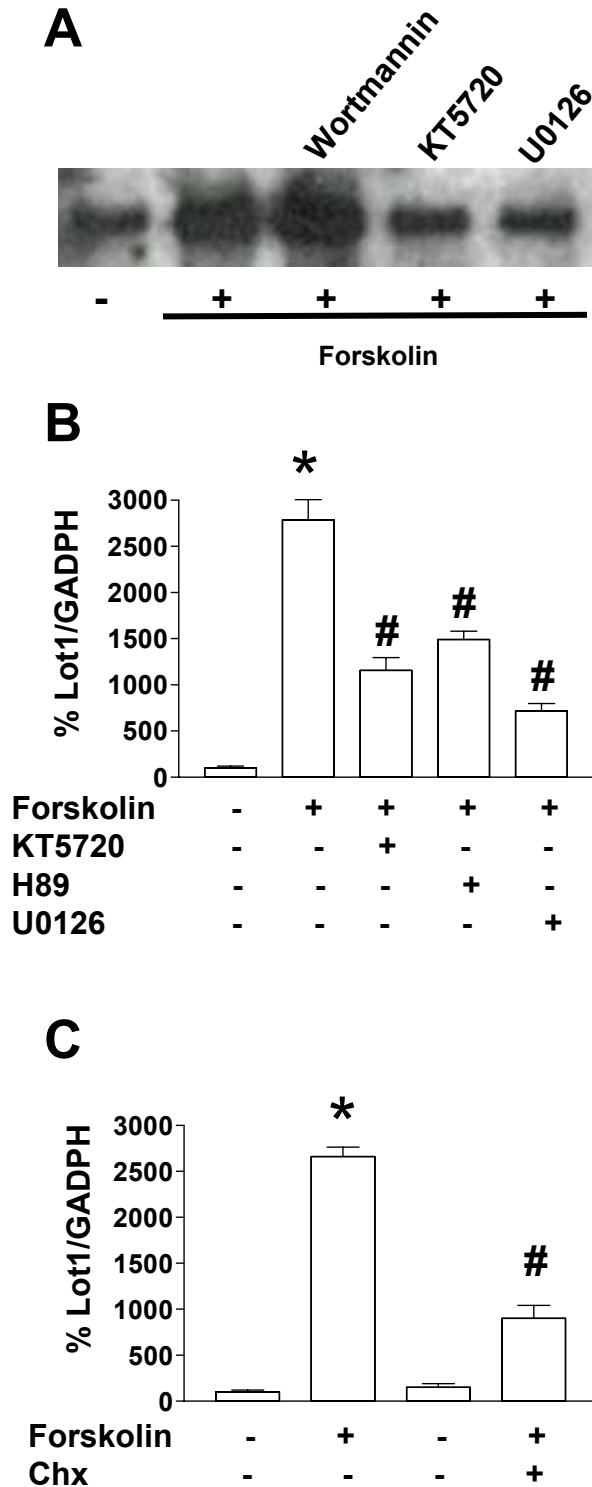 A
Wortmannin KT5720 U0126
- + + + +
Forskolin
B
*
% Lot1/GADPH
3000
2500
2000
1500
1000
500
0
# # #
Forskolin - + + + +
KT5720 - - + - -
H89 - - - + -
U0126 - - - - +
C
*
% Lot1/GADPH
3000
2500
2000
1500
1000
500
0
#
Forskolin - + - +
Chx - - - +